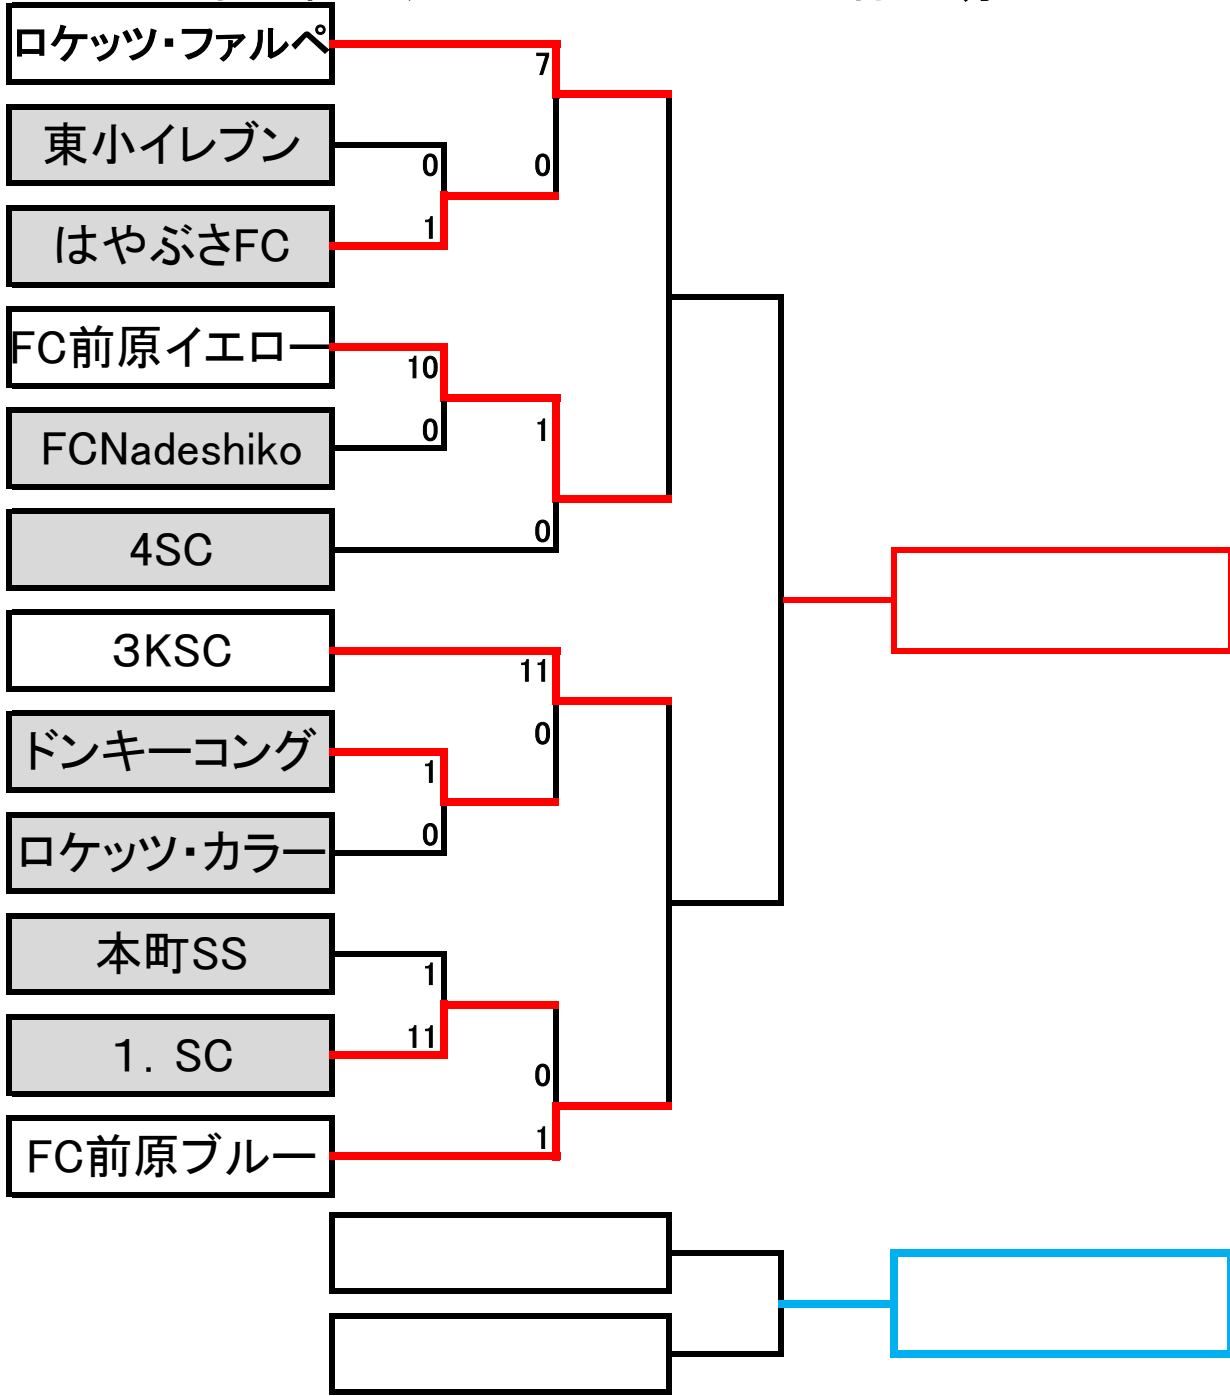 ロケッツ・ファルペ
7
東小イレブン
0
0
はやぶさFC
1
FC前原イエロー
10
FCNadeshiko
0
1
4SC
0
3KSC
11
ドンキーコング
0
1
ロケッツ・カラー
0
本町SS
1
1.SC
11
0
FC前原ブルー
1